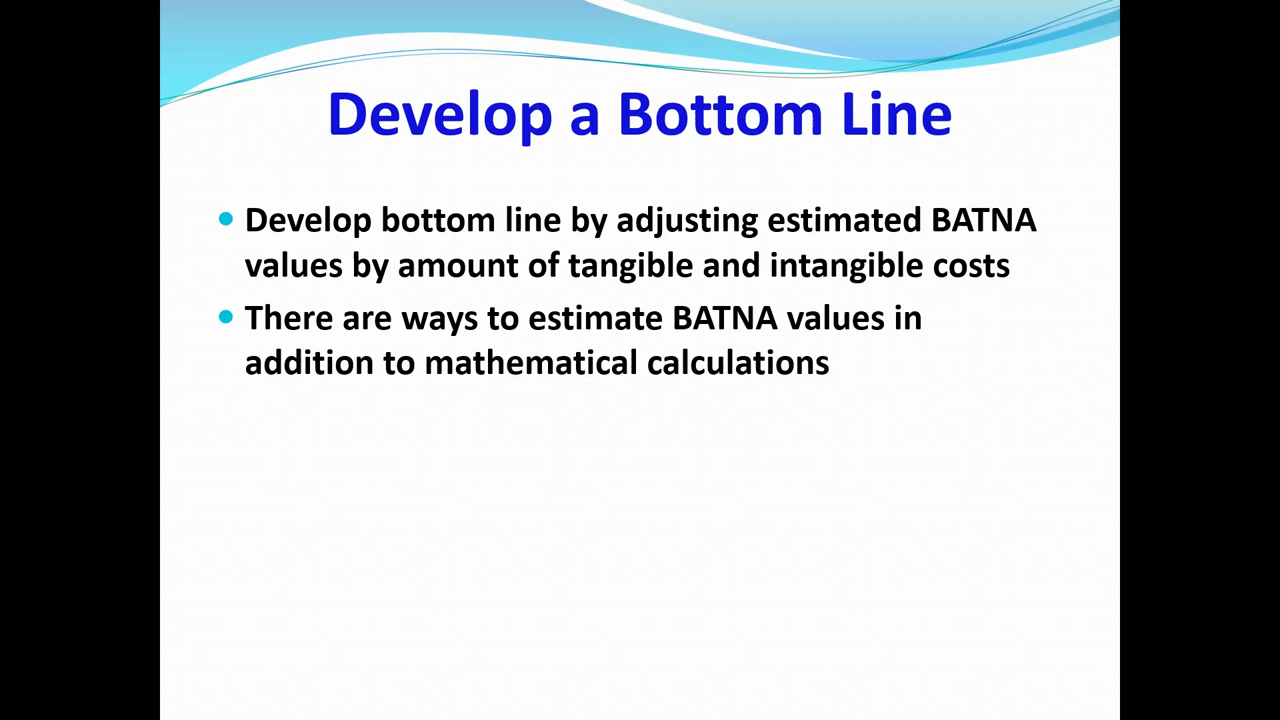 Develop a Bottom Line
Develop bottom line by adjusting estimated BATNA
values by amount of tangible and intangible costs
There are ways to estimate BATNA values in
addition to mathematical calculations